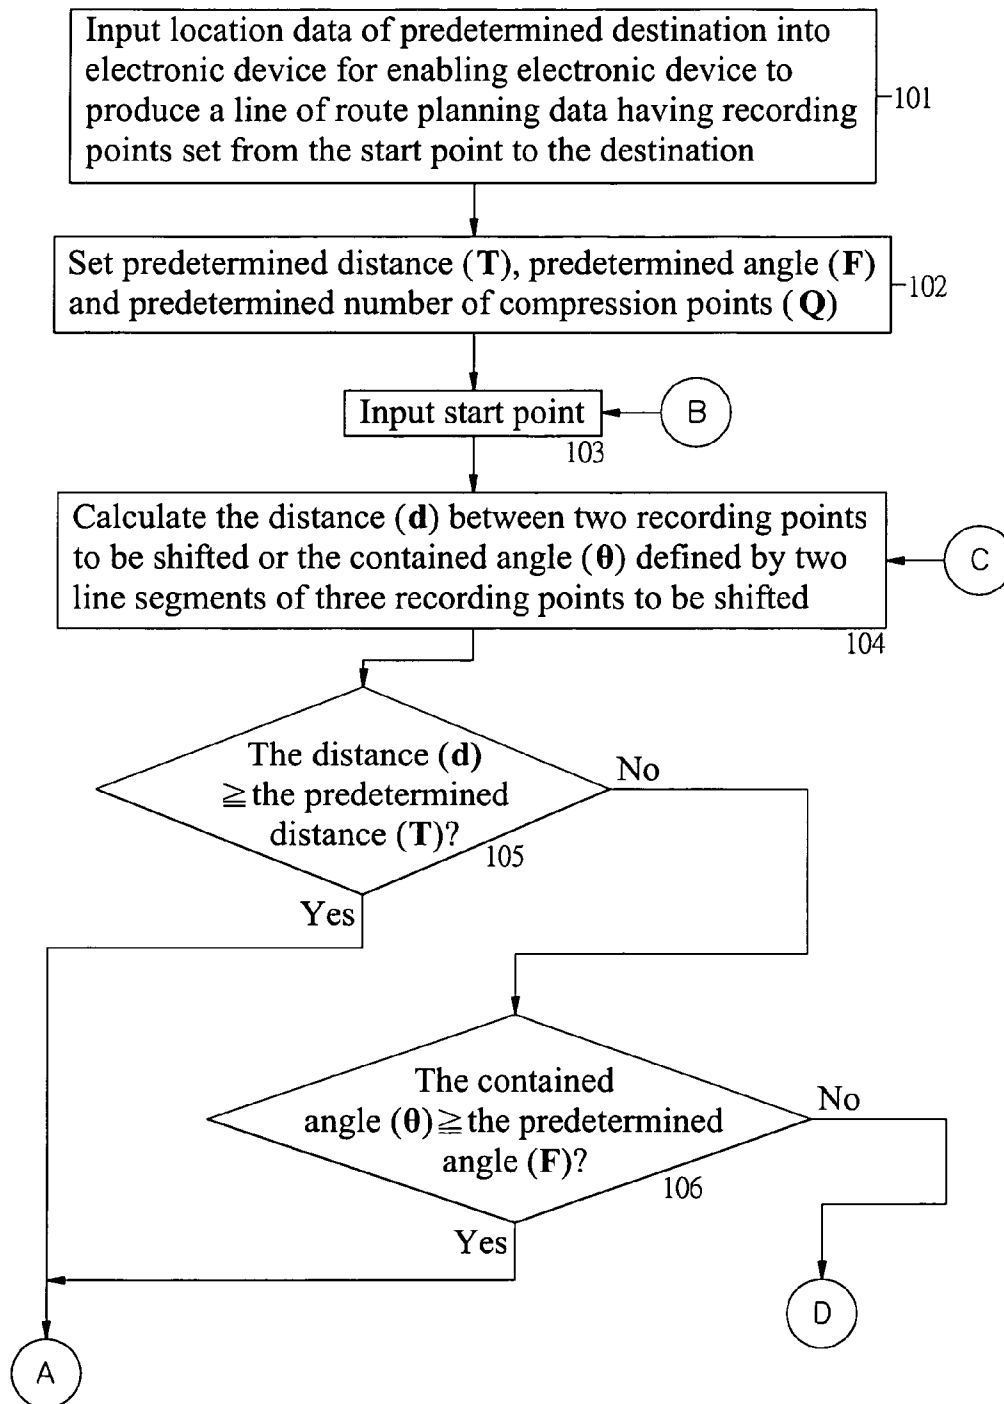 Input location data of predetermined destination into
electronic device for enabling electronic device to
produce a line of route planning data having recording
points set from the start point to the destination
101
Set predetermined distance (T), predetermined angle (F)
and predetermined number of compression points (Q)
102
Input start point
B
103
Calculate the distance (d) between two recording points
to be shifted or the contained angle (θ) defined by two
line segments of three recording points to be shifted
C
104
The distance (d)
≧the predetermined
distance (T)?
No
105
Yes
The contained
angle (θ)≧the predetermined
angle (F)?
No
106
Yes
D
A